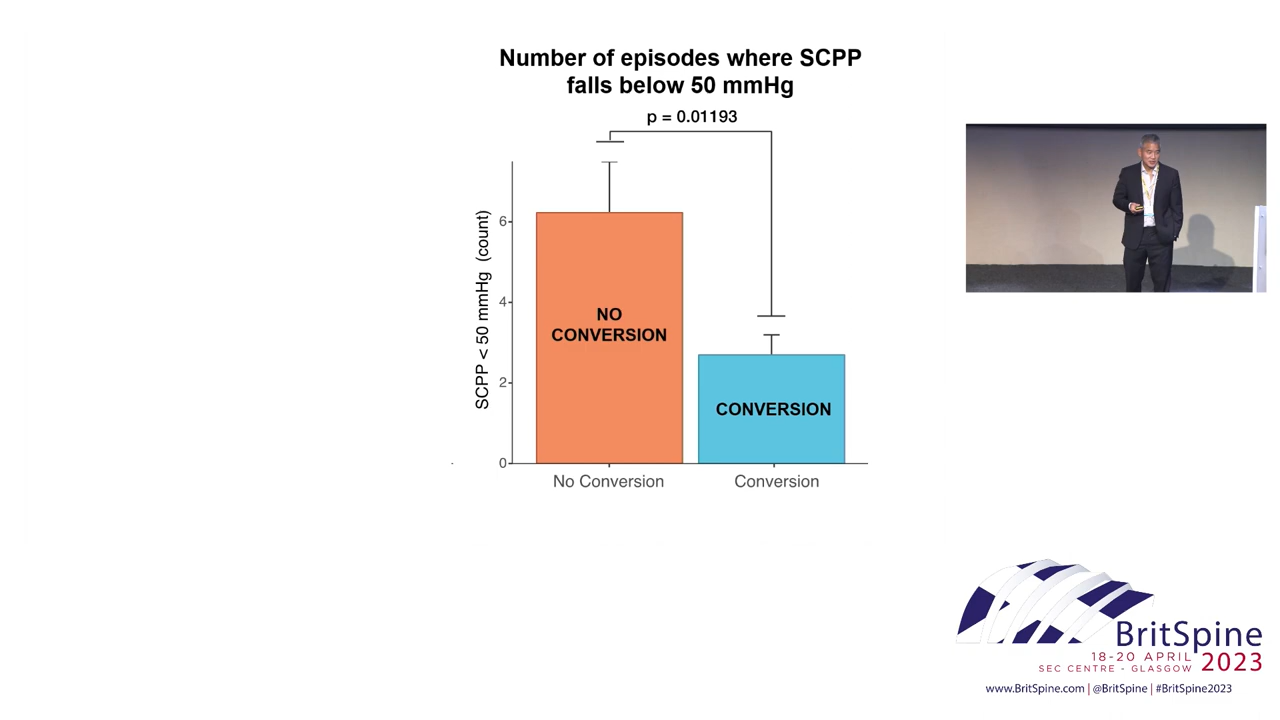 Number of episodes where SCPP
falls below 50 mmHg
p = 0.01193
SCPP < 50 mmHg (count)
6
4
2
0
NO
CONVERSION
CONVERSION
No Conversion
Conversion
BritSpine
18-20 APRIL
SEC CENTRE - GLASGOW
2023
www.BritSpine.com | @BritSpine | #BritSpine2023